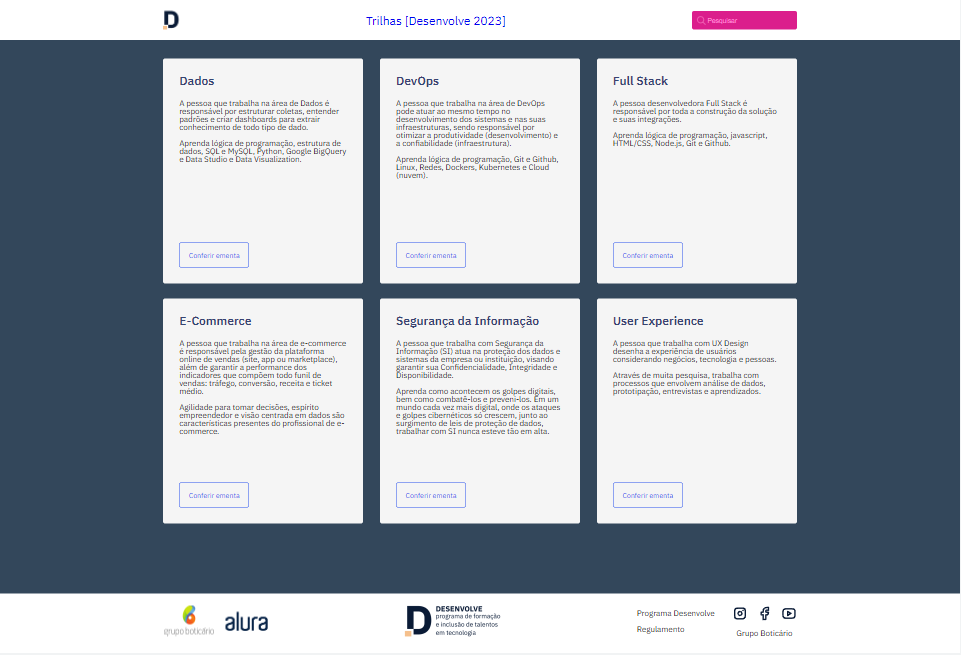 D
Trilhas [Desenvolve 2023]
Pesquisar
Dados
A pessoa que trabalha na área de Dados é
responsável por estruturar coletas, entender
padrões e criar dashboards para extrair
conhecimento de todo tipo de dado.
Aprenda lógica de programação, estrutura de
dados, SQL e MySQL, Python, Google BigQuery
e Data Studio e Data Visualization.
Conferir ementa
DevOps
A pessoa que trabalha na área de DevOps
pode atuar ao mesmo tempo no
desenvolvimento dos sistemas e nas suas
infraestruturas, sendo responsável por
otimizar a produtividade (desenvolvimento) e
a confiabilidade (infraestrutura).
Aprenda lógica de programação, Git e Github,
Linux, Redes, Dockers, Kubernetes e Cloud
(nuvem).
Conferir ementa
Full Stack
A pessoa desenvolvedora Full Stack é
responsável por toda a construção da solução
e suas integrações.
Aprenda lógica de programação, javascript,
HTML/CSS, Node.js, Git e Github.
Conferir ementa
E-Commerce
A pessoa que trabalha na área de e-commerce
é responsável pela gestão da plataforma
online de vendas (site, app ou marketplace),
além de garantir a performance dos
indicadores que compõem todo funil de
vendas: tráfego, conversão, receita e ticket
médio.
Agilidade para tomar decisões, espírito
empreendedor e visão centrada em dados são
características presentes do profissional de e-
commerce.
Conferir ementa
Segurança da Informação
A pessoa que trabalha com Segurança da
Informação (SI) atua na proteção dos dados e
sistemas da empresa ou instituição, visando
garantir sua Confidencialidade, Integridade e
Disponibilidade.
Aprenda como acontecem os golpes digitais,
bem como combatê-los e preveni-los. Em um
mundo cada vez mais digital, onde os ataques
e golpes cibernéticos só crescem, junto ao
surgimento de leis de proteção de dados,
trabalhar com SI nunca esteve tão em alta.
Conferir ementa
User Experience
A pessoa que trabalha com UX Design
desenha a experiência de usuários
considerando negócios, tecnologia e pessoas.
Através de muita pesquisa, trabalha com
processos que envolvem análise de dados,
prototipação, entrevistas e aprendizados.
Conferir ementa
grupo boticário
alura
D
DESENVOLVE
programa de formação
e inclusão de talentos
em tecnologia
Programa Desenvolve
Regulamento
Grupo Boticário